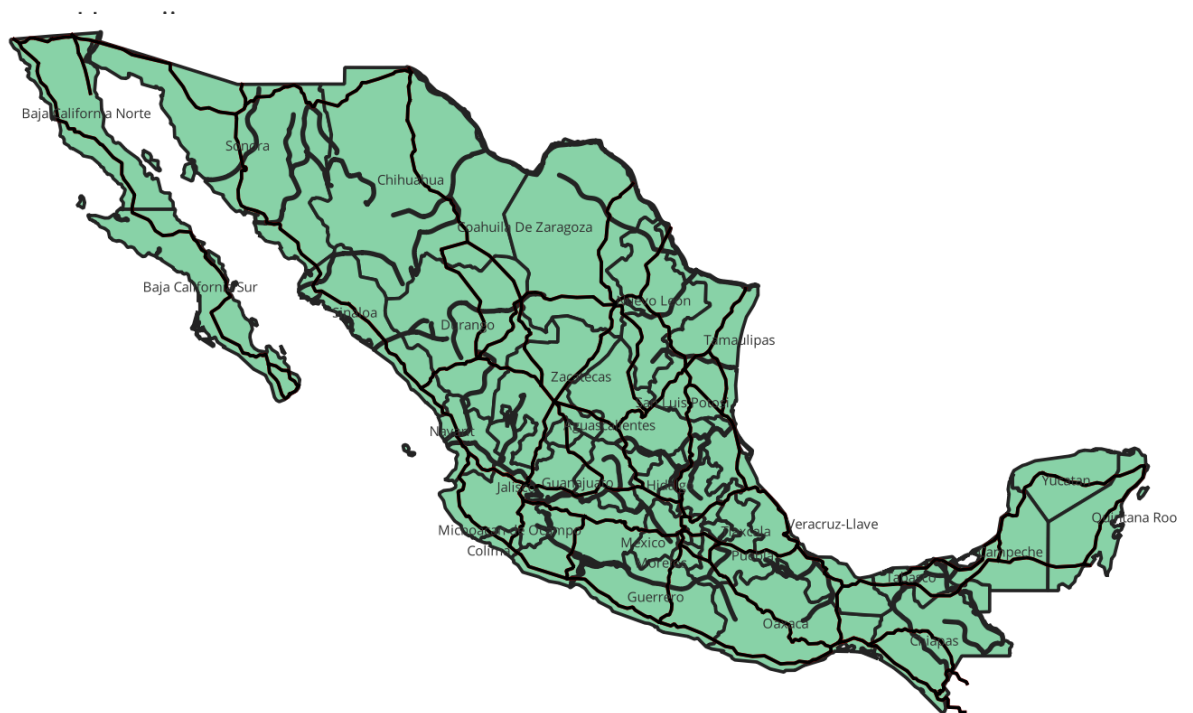 Baja California Norte
Sonora
Chihuahua
Coahuila De Zaragoza
Baja California Sur
Nuevo Leon
Sinaloa
Durango
Tamaulipas
Zacatecas
San Luis Potosi
Aguascalientes
Nayarit
Yucatan
Guanajuato
Hidalgo
Jalisco
Quintana Roo
Veracruz-Llave
Michoacan de Ocampo
Tlaxcala
Mexico
Colima
Campeche
Puebla
Morelos
Tabasco
Guerrero
Oaxaca
Chiapas